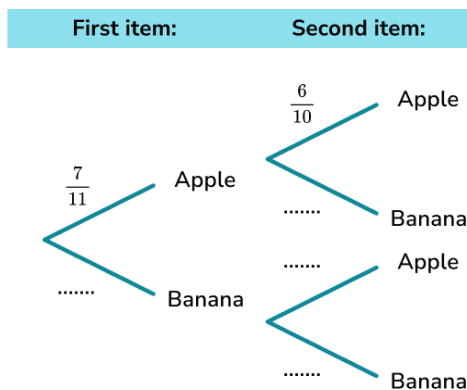 First item: Second item:
6/10 Apple
7/11 Apple
....... Banana
....... Apple
....... Banana
....... Banana